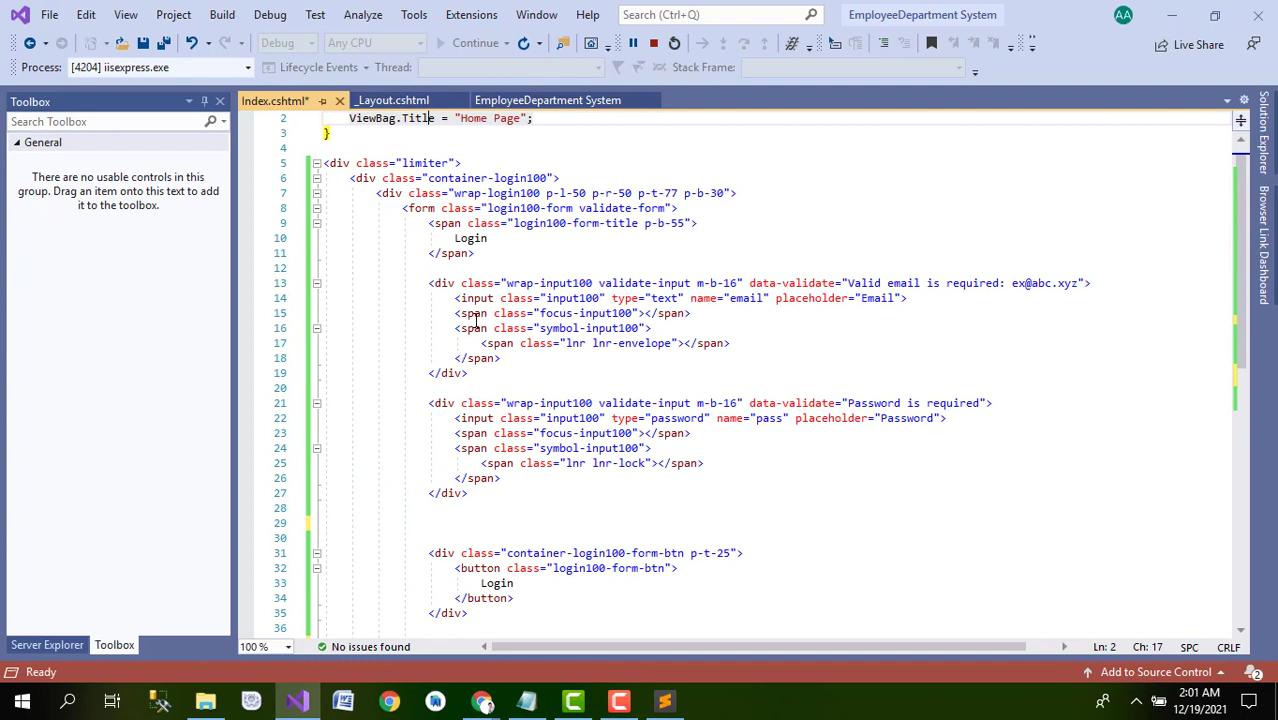 File Edit View Project Build Debug Test Analyze Tools Extensions Window Help Search (Ctrl+Q) EmployeeDepartment System AA
Debug Any CPU Continue Live Share
Process: [4204] iisexpress.exe Lifecycle Events Thread: Stack Frame:
Toolbox Index.cshtml* _Layout.cshtml EmployeeDepartment System
Search Toolbox
General
There are no usable controls in this
group. Drag an item onto this text to add
it to the toolbox.
2 ViewBag.Title = "Home Page";
3 }
4
5 <div class="limiter">
6 <div class="container-login100">
7 <div class="wrap-login100 p-l-50 p-r-50 p-t-77 p-b-30">
8 <form class="login100-form validate-form">
9 <span class="login100-form-title p-b-55">
10 Login
11 </span>
12
13 <div class="wrap-input100 validate-input m-b-16" data-validate="Valid email is required: ex@abc.xyz">
14 <input class="input100" type="text" name="email" placeholder="Email">
15 <span class="focus-input100"></span>
16 <span class="symbol-input100">
17 <span class="lnr lnr-envelope"></span>
18 </span>
19 </div>
20
21 <div class="wrap-input100 validate-input m-b-16" data-validate="Password is required">
22 <input class="input100" type="password" name="pass" placeholder="Password">
23 <span class="focus-input100"></span>
24 <span class="symbol-input100">
25 <span class="lnr lnr-lock"></span>
26 </span>
27 </div>
28
29
30
31 <div class="container-login100-form-btn p-t-25">
32 <button class="login100-form-btn">
33 Login
34 </button>
35 </div>
36
Solution Explorer
Browser Link Dashboard
Server Explorer Toolbox 100 % No issues found Ln: 2 Ch: 17 SPC CRLF
Ready Add to Source Control 2
2:01 AM
12/19/2021